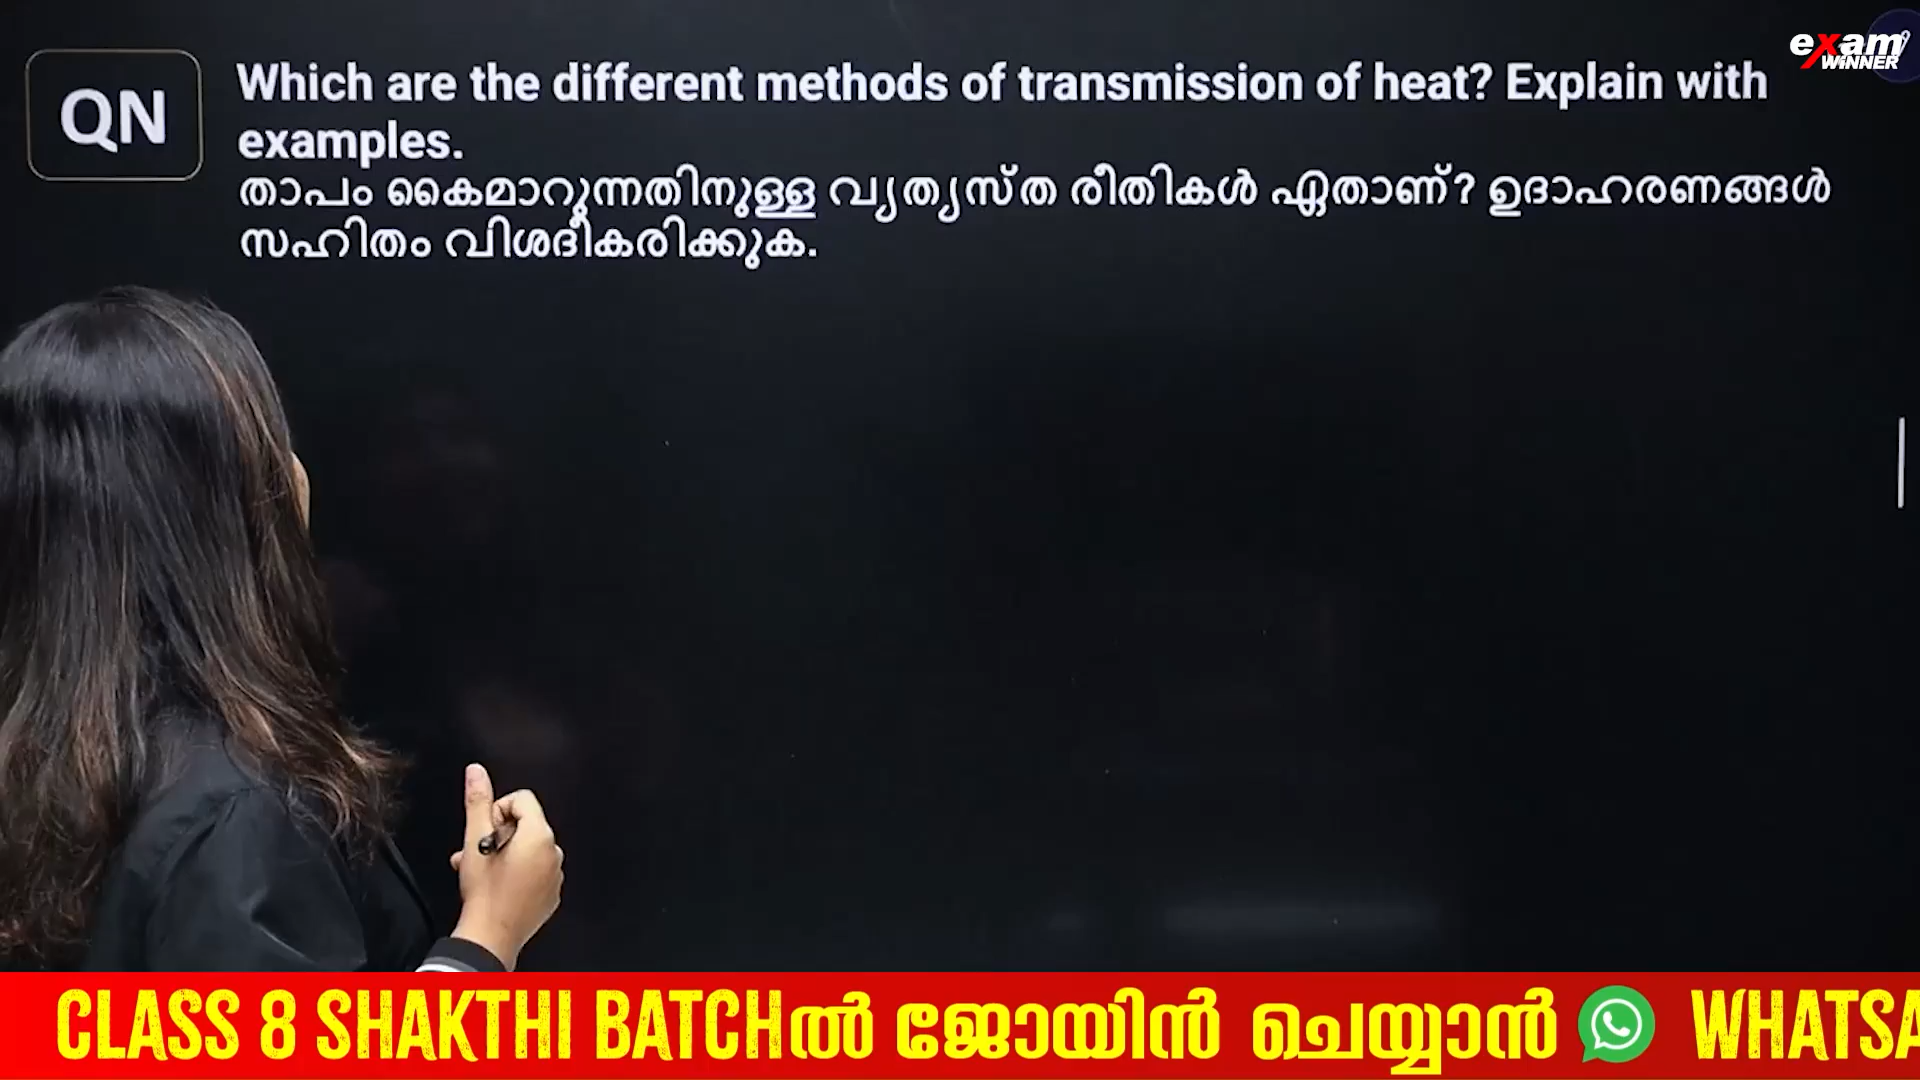 exam
WINNER
QN
Which are the different methods of transmission of heat? Explain with
examples.
താപം കൈമാറുന്നതിനുള്ള വ്യത്യസ്ത രീതികൾ ഏതാണ്? ഉദാഹരണങ്ങൾ
സഹിതം വിശദീകരിക്കുക.
CLASS 8 SHAKTHI BATCHൽ ജോയിൻ ചെയ്യാൻ WHATSA